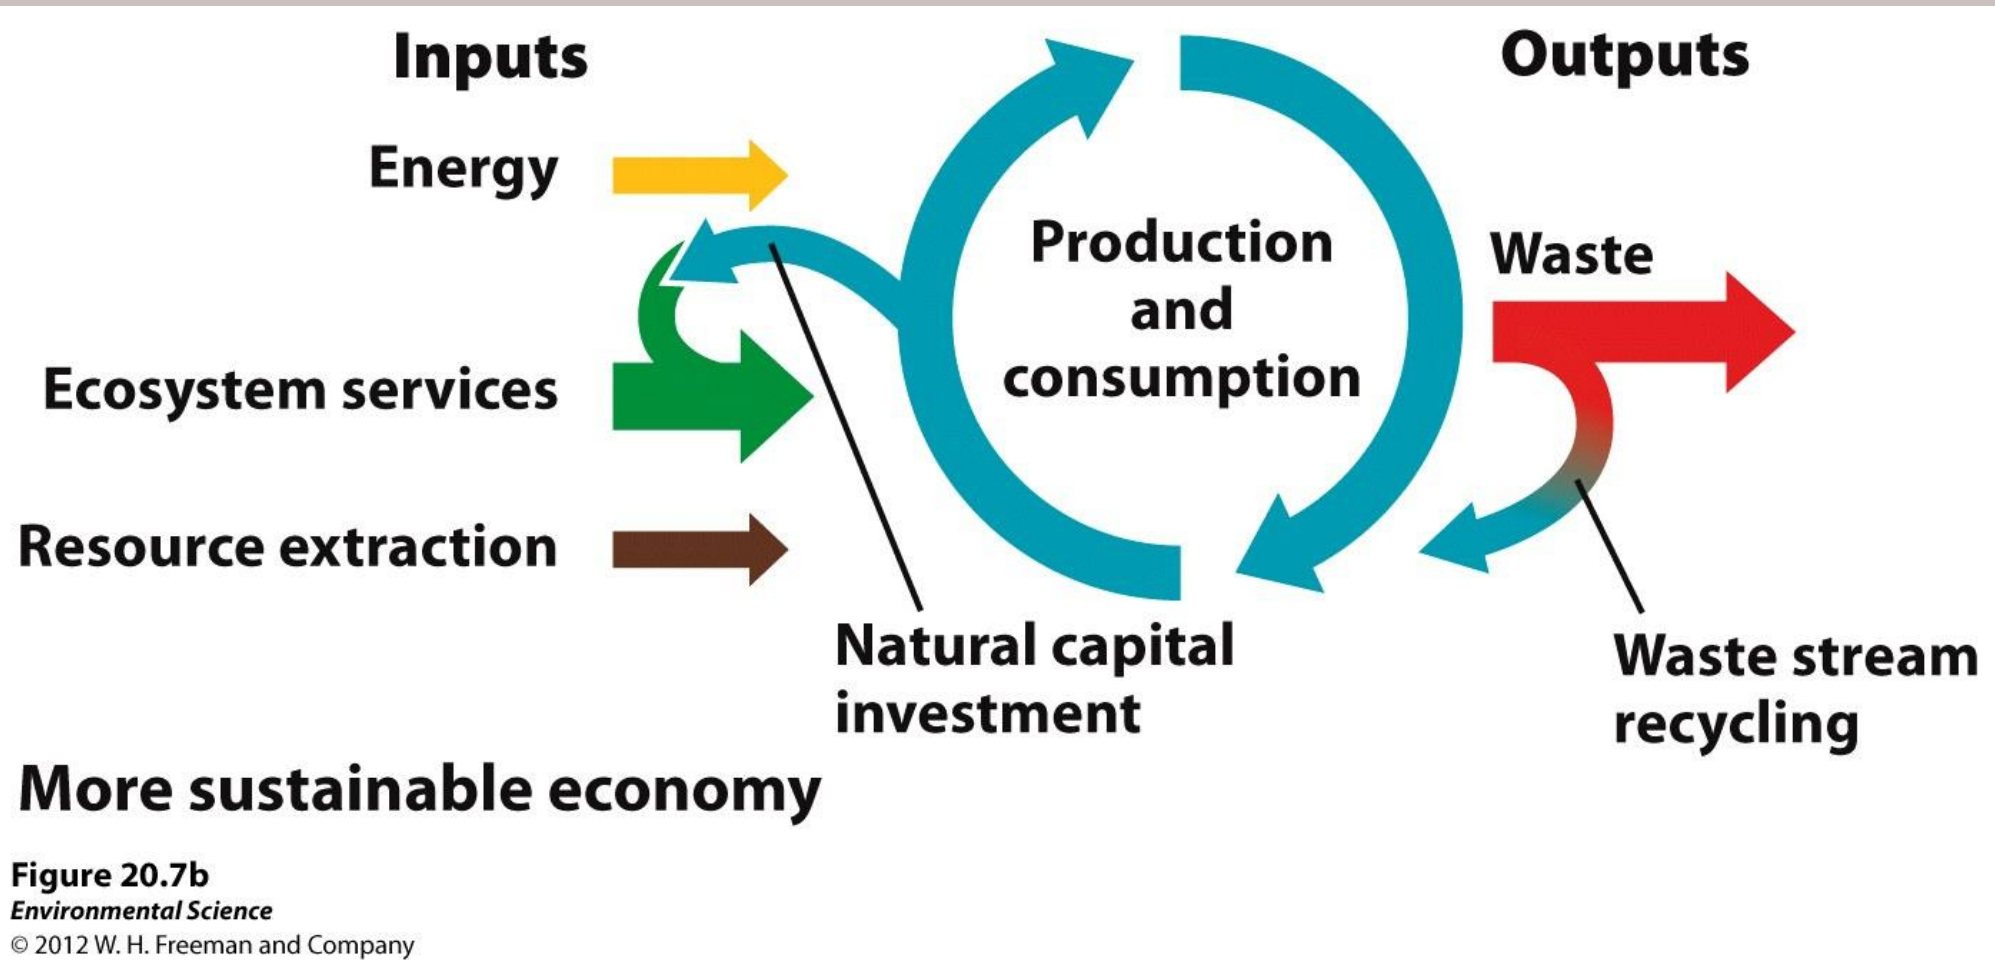 Inputs
Outputs
Energy
Production
and
consumption
Waste
Ecosystem services
Resource extraction
Natural capital
investment
Waste stream
recycling
More sustainable economy
Figure 20.7b
Environmental Science
© 2012 W. H. Freeman and Company